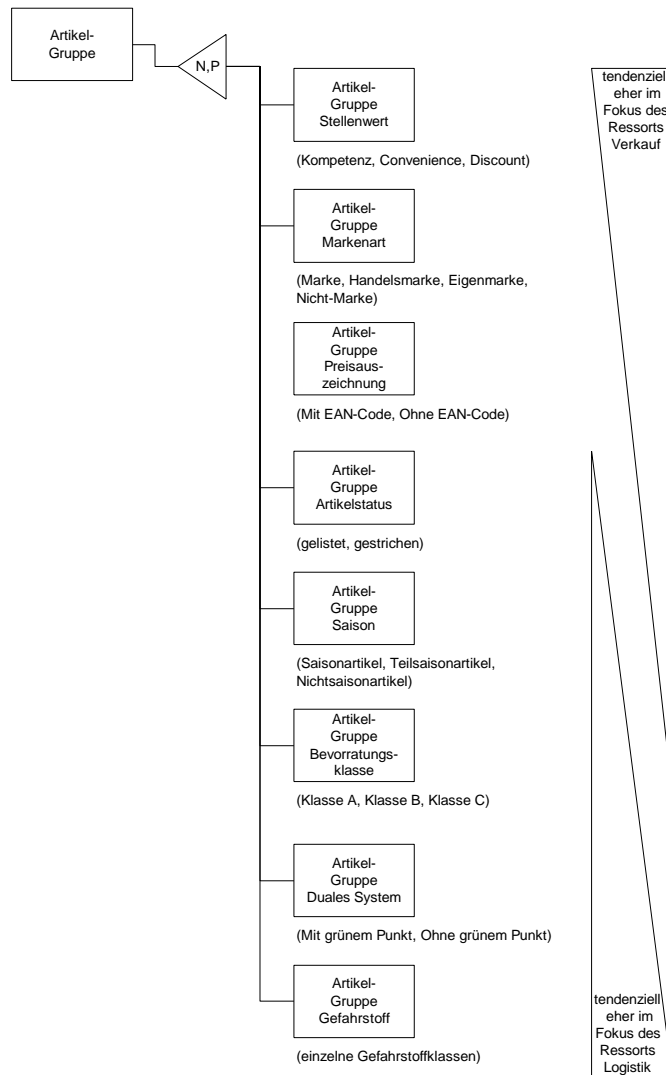 Artikel-
Gruppe
N,P
Artikel-
Gruppe
Stellenwert
(Kompetenz, Convenience, Discount)
Artikel-
Gruppe
Markenart
(Marke, Handelsmarke, Eigenmarke,
Nicht-Marke)
Artikel-
Gruppe
Preisaus-
zeichnung
(Mit EAN-Code, Ohne EAN-Code)
Artikel-
Gruppe
Artikelstatus
(gelistet, gestrichen)
Artikel-
Gruppe
Saison
(Saisonartikel, Teilsaisonartikel,
Nichtsaisonartikel)
Artikel-
Gruppe
Bevorratungs-
klasse
(Klasse A, Klasse B, Klasse C)
Artikel-
Gruppe
Duales System
(Mit grünem Punkt, Ohne grünem Punkt)
Artikel-
Gruppe
Gefahrstoff
(einzelne Gefahrstoffklassen)
tendenziell
eher im
Fokus des
Ressorts
Verkauf
tendenziell
eher im
Fokus des
Ressorts
Logistik